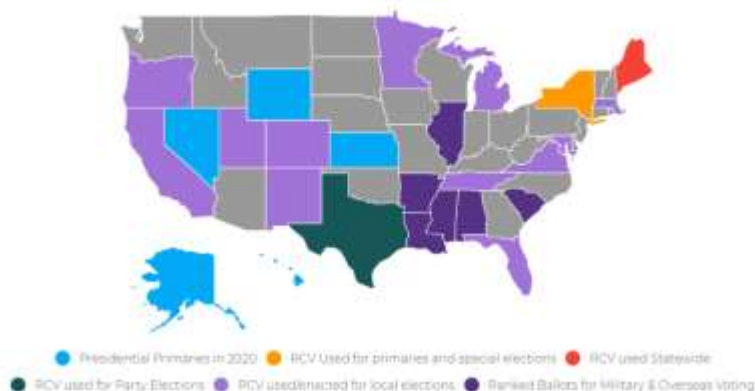 Presidential Primaries in 2020 RCV Used for primaries and special elections RCV used Statewide
RCV used for Party Elections RCV used/enacted for local elections Ranked Ballots for Military & Overseas Voting